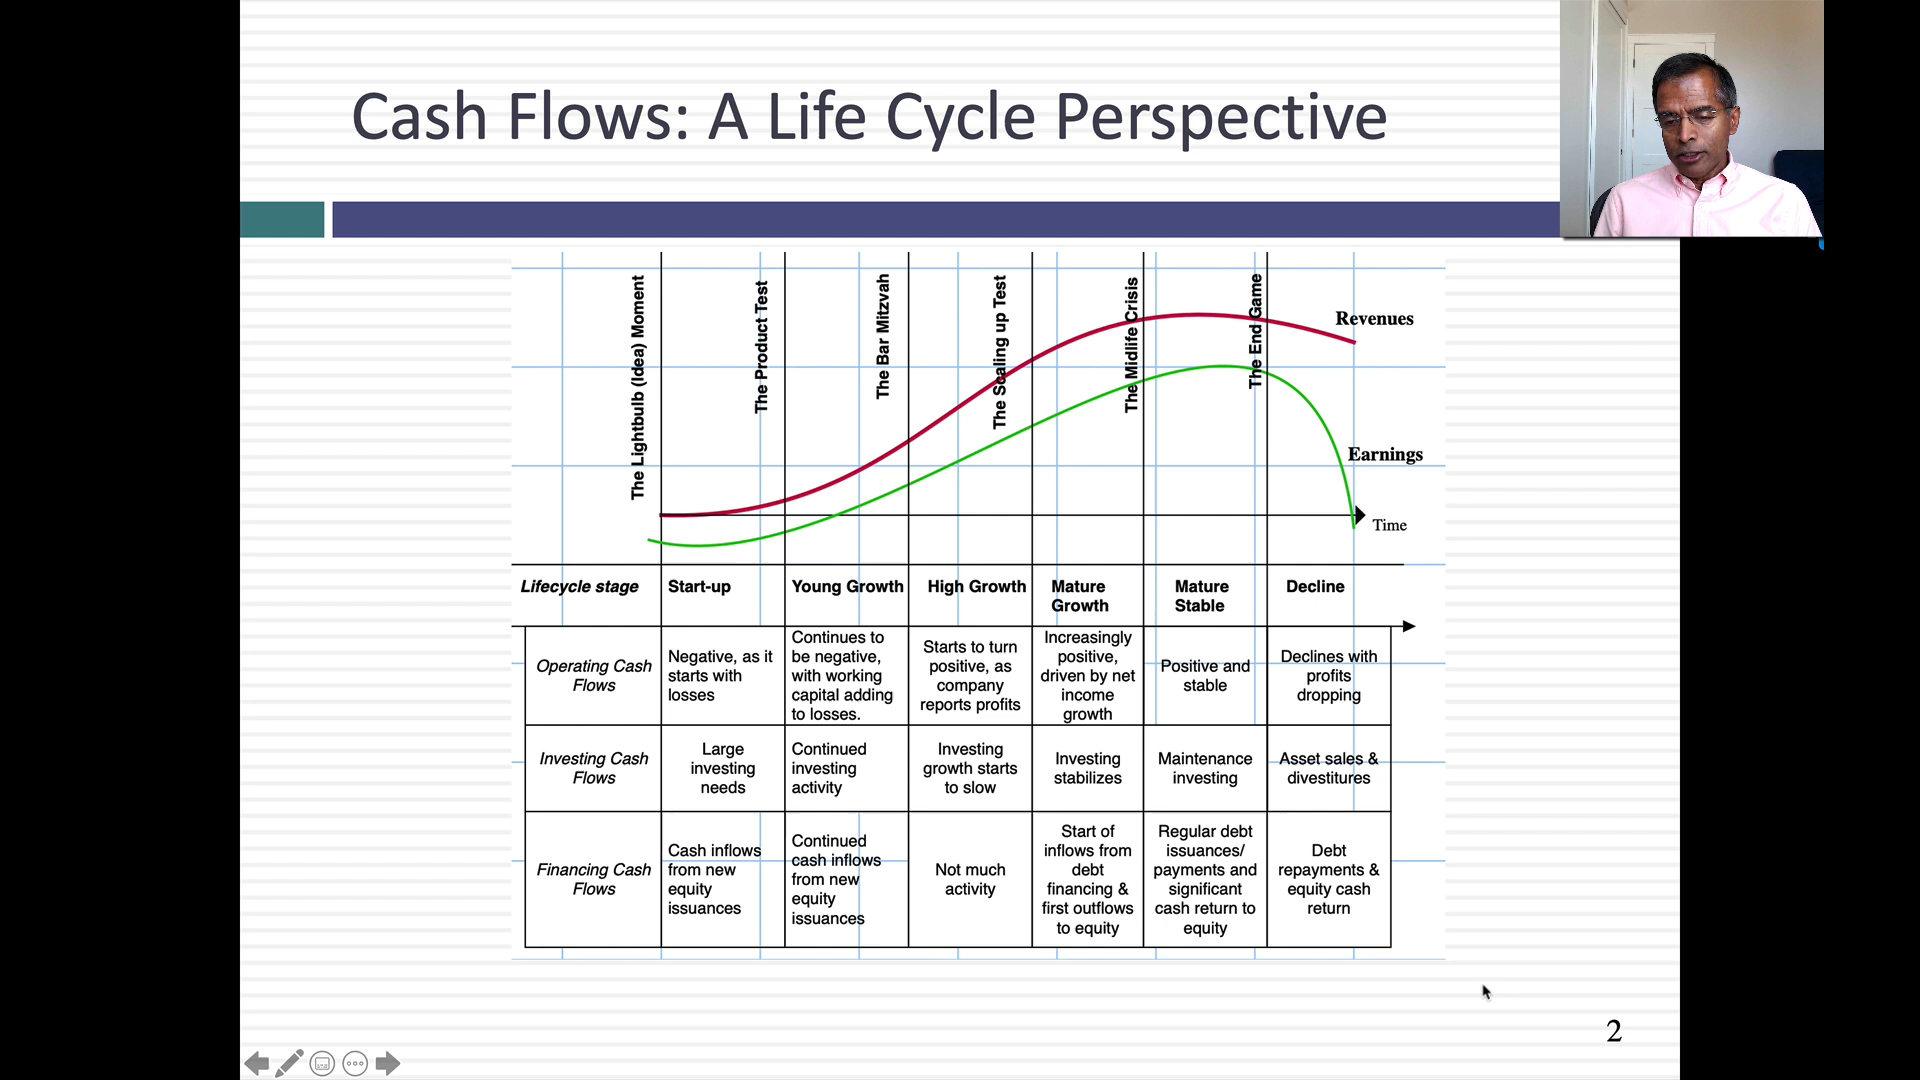 Cash Flows: A Life Cycle Perspective
The Lightbulb (Idea) Moment
The Product Test
The Bar Mitzvah
The Scaling up Test
The Midlife Crisis
The End Game
Revenues
Earnings
Time
Lifecycle stage
Start-up
Young Growth
High Growth
Mature
Growth
Mature
Stable
Decline
Operating Cash
Flows
Negative, as it
starts with
losses
Continues to
be negative,
with working
capital adding
to losses.
Starts to turn
positive, as
company
reports profits
Increasingly
positive,
driven by net
income
growth
Positive and
stable
Declines with
profits
dropping
Investing Cash
Flows
Large
investing
needs
Continued
investing
activity
Investing
growth starts
to slow
Investing
stabilizes
Maintenance
investing
Asset sales &
divestitures
Financing Cash
Flows
Cash inflows
from new
equity
issuances
Continued
cash inflows
from new
equity
issuances
Not much
activity
Start of
inflows from
debt
financing &
first outflows
to equity
Regular debt
issuances/
payments and
significant
cash return to
equity
Debt
repayments &
equity cash
return
2